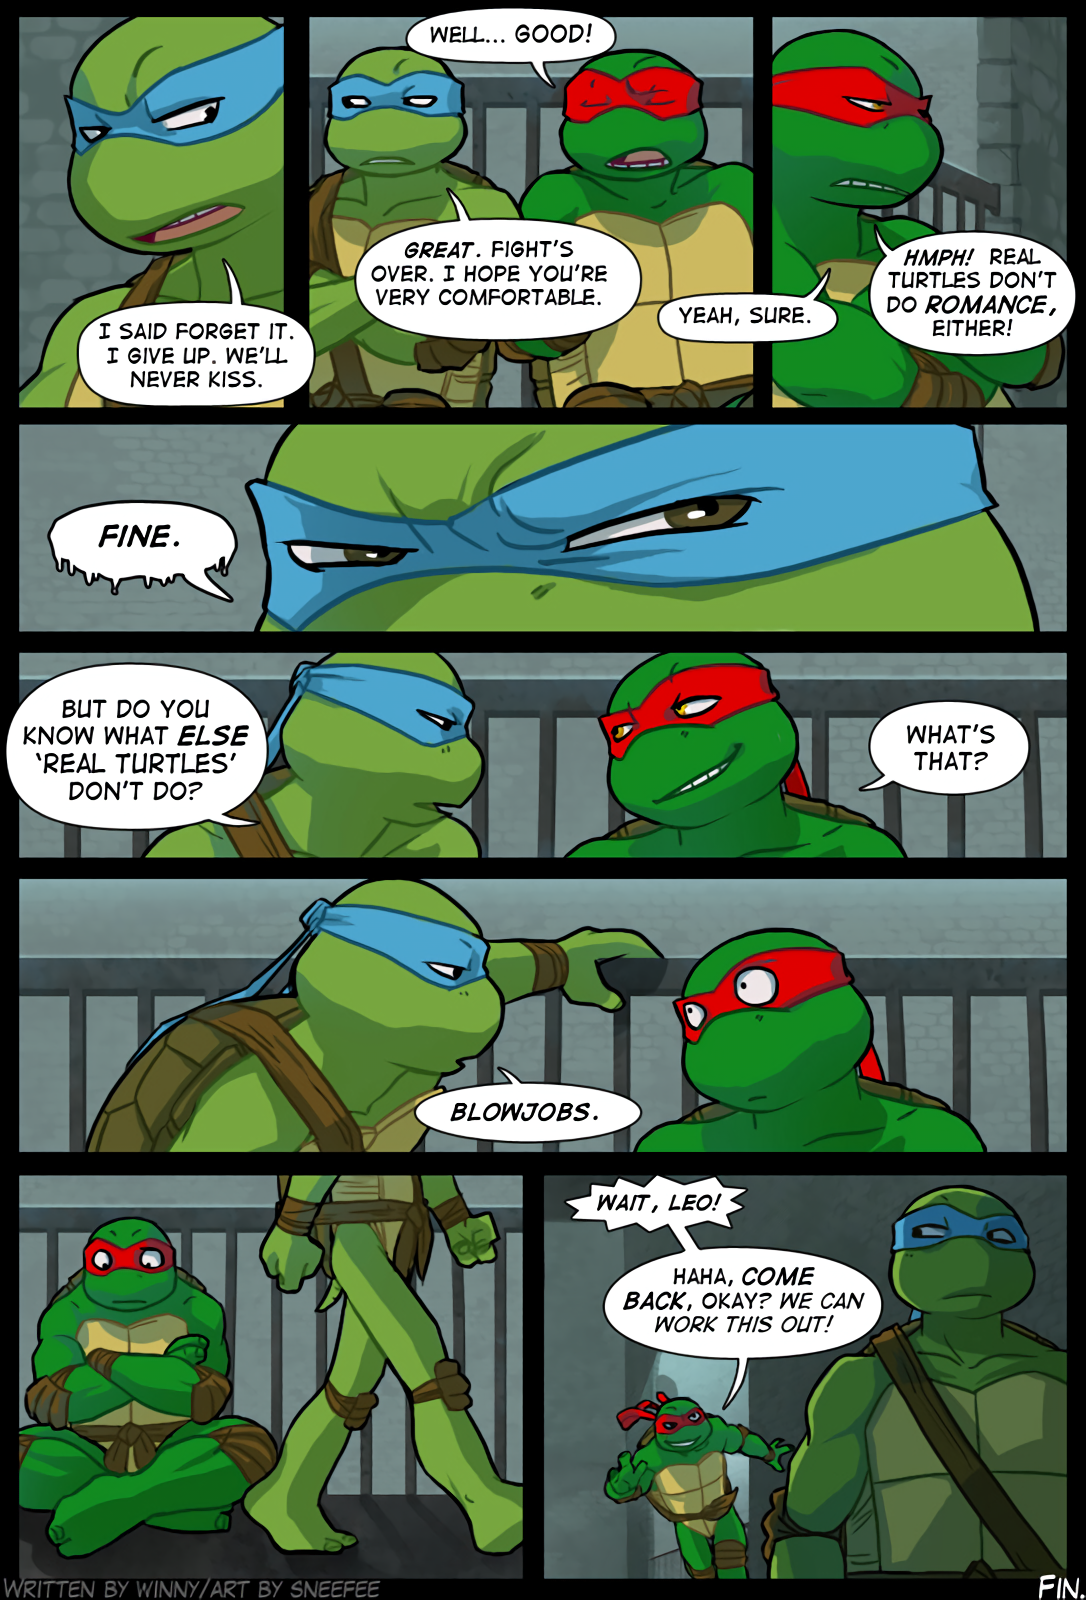 I SAID FORGET IT.
I GIVE UP. WE'LL
NEVER KISS.
WELL... GOOD!
GREAT. FIGHT'S
OVER. I HOPE YOU'RE
VERY COMFORTABLE.
YEAH, SURE.
HMPH! REAL
TURTLES DON'T
DO ROMANCE,
EITHER!
FINE.
BUT DO YOU
KNOW WHAT ELSE
'REAL TURTLES'
DON'T DO?
WHAT'S
THAT?
BLOWJOBS.
WAIT, LEO!
HAHA, COME
BACK, OKAY? WE CAN
WORK THIS OUT!
WRITTEN BY WINNY/ART BY SNEEFEE
FIN.